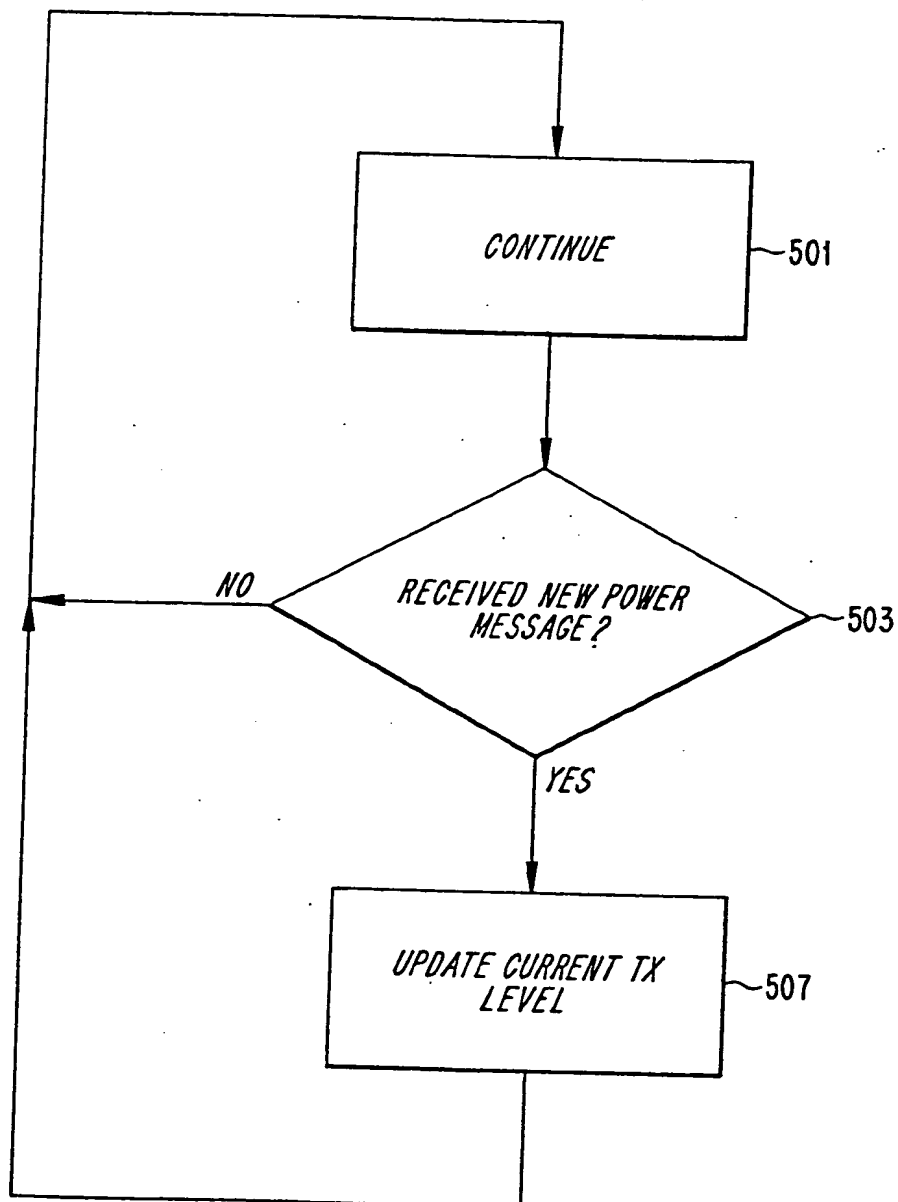 CONTINUE
501
RECEIVED NEW POWER
MESSAGE?
503
NO
YES
UPDATE CURRENT TX
LEVEL
507